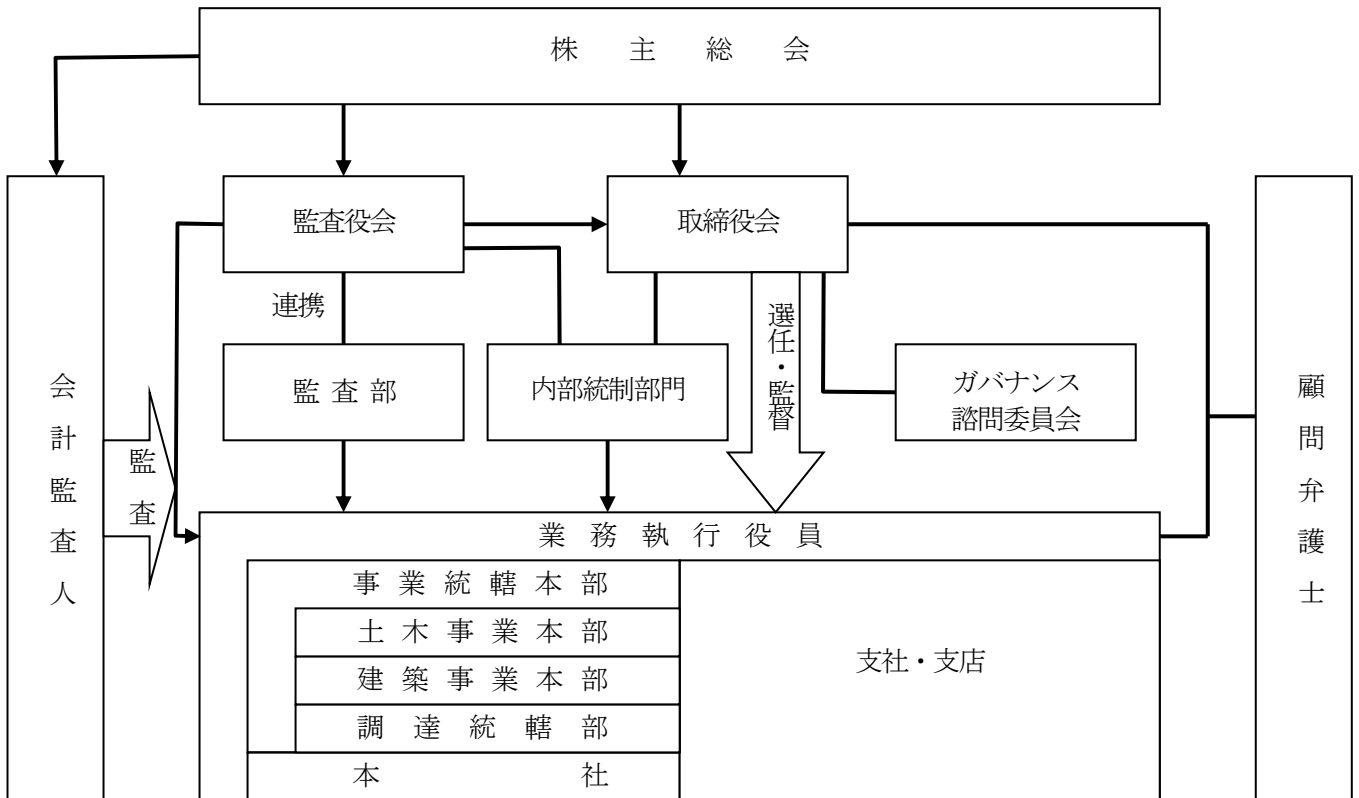 株主総会
監査役会
取締役会
連携
選任・監督
監査部
内部統制部門
ガバナンス
諮問委員会
会計監査人
監査
顧問弁護士
業務執行役員
事業統轄本部
土木事業本部
建築事業本部
調達統轄部
本社
支社・支店